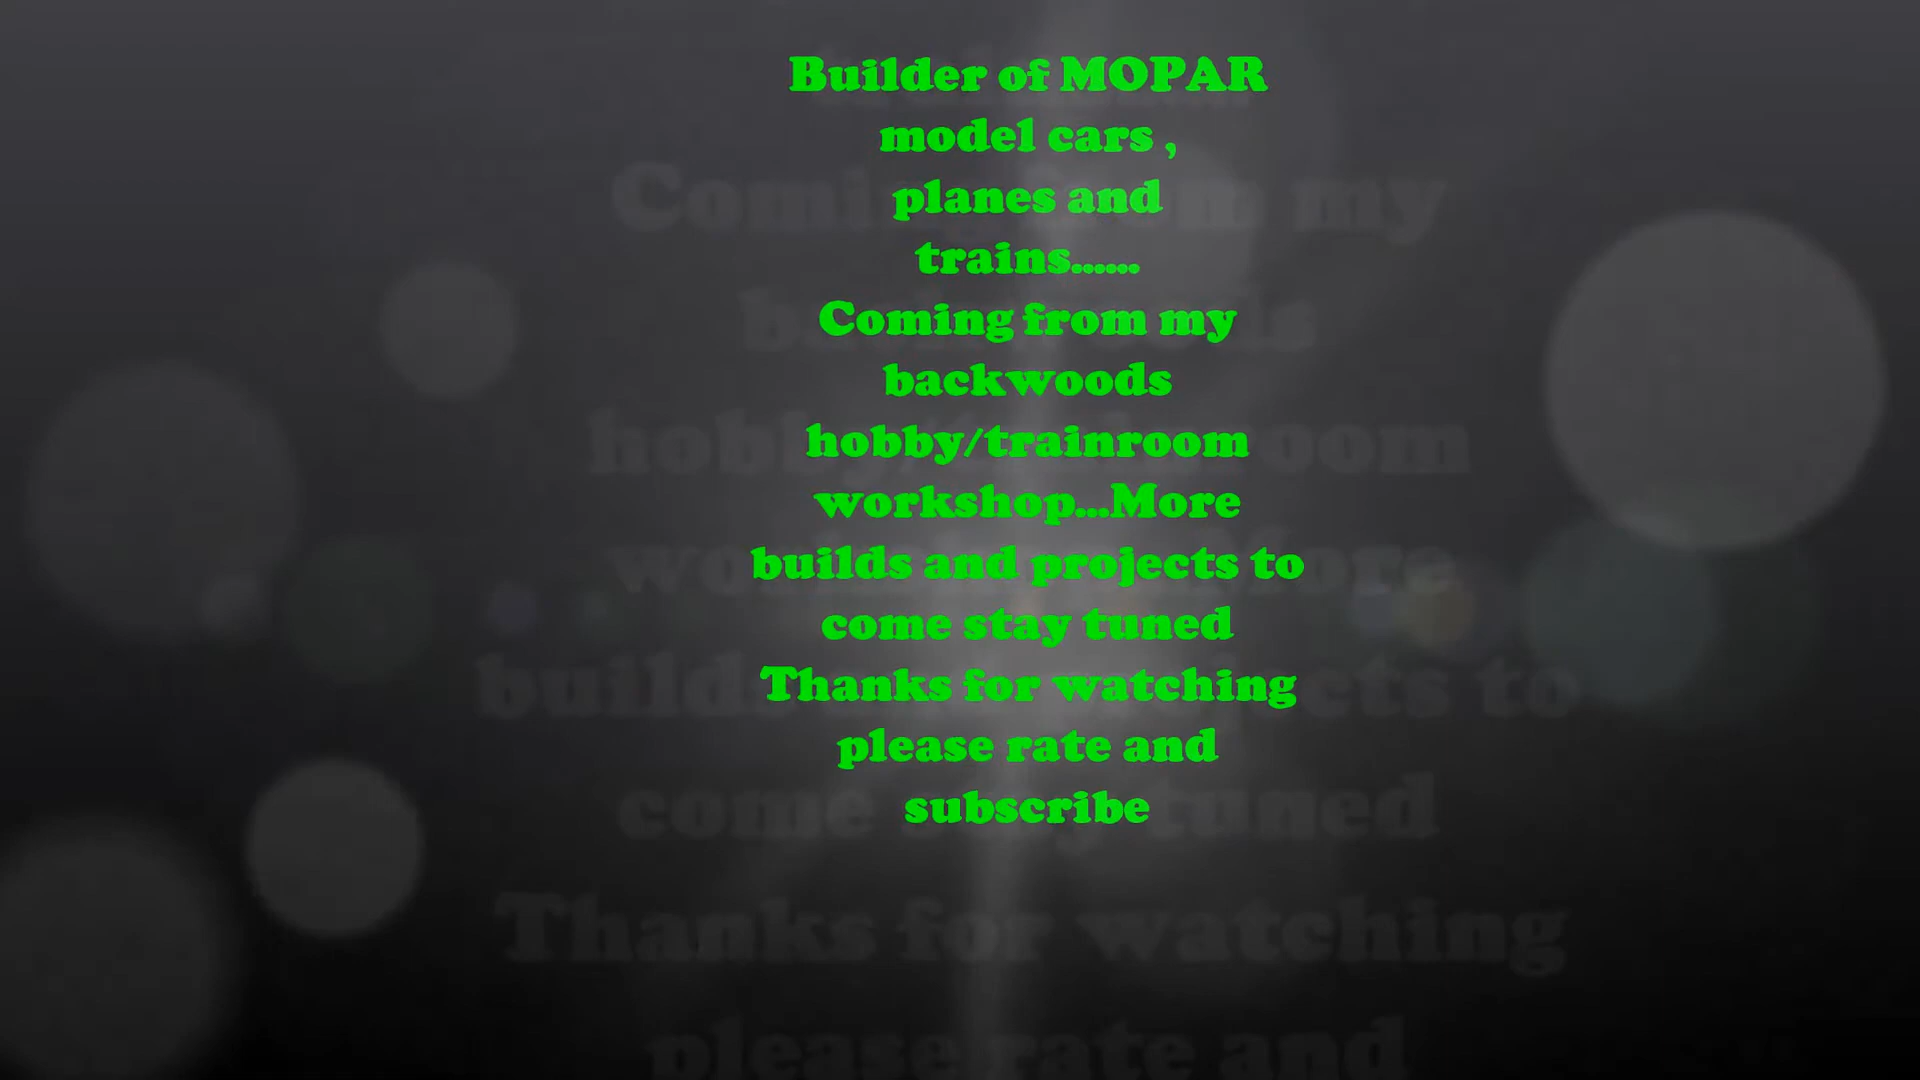 Builder of MOPAR
model cars ,
planes and
trains......
Coming from my
backwoods
hobby/trainroom
workshop...More
builds and projects to
come stay tuned
Thanks for watching
please rate and
subscribe